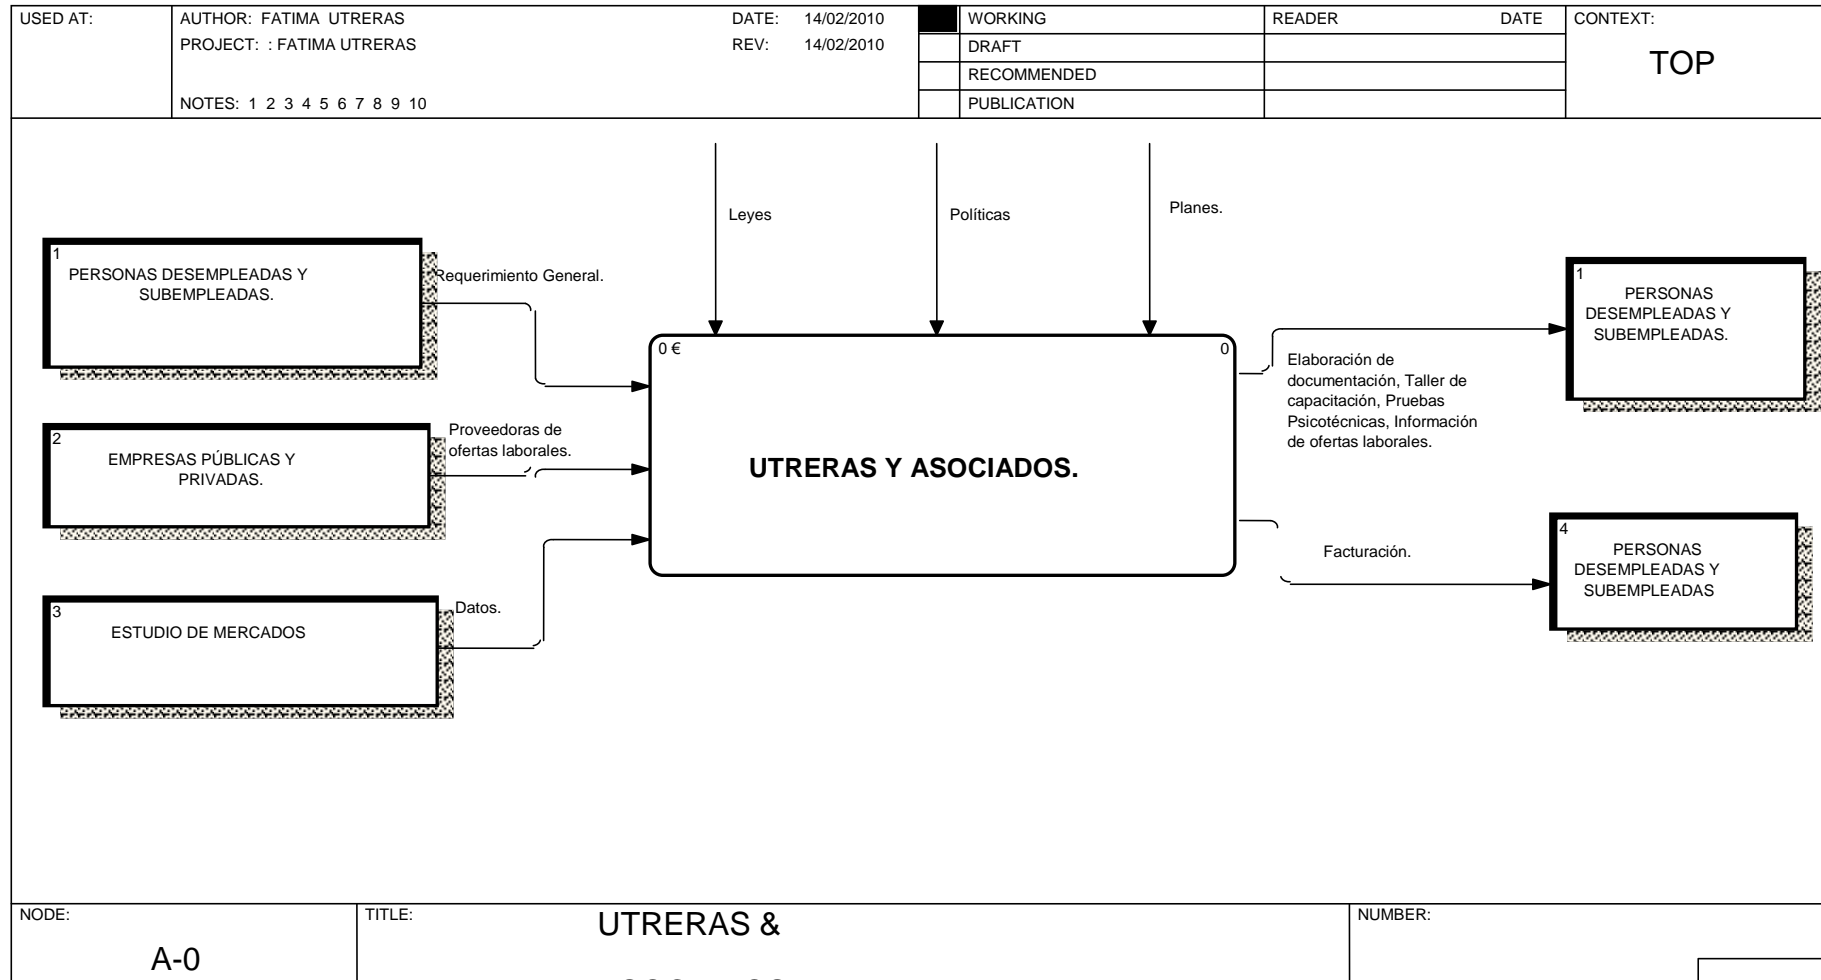 USED AT:
AUTHOR: FATIMA UTRERAS
DATE: 14/02/2010
PROJECT: : FATIMA UTRERAS
REV: 14/02/2010
NOTES: 1 2 3 4 5 6 7 8 9 10
WORKING
DRAFT
RECOMMENDED
PUBLICATION
READER DATE
CONTEXT:
TOP
Leyes
Políticas
Planes.
1
PERSONAS DESEMPLEADAS Y
SUBEMPLEADAS.
Requerimiento General.
2
EMPRESAS PÚBLICAS Y
PRIVADAS.
Proveedoras de
ofertas laborales.
3
ESTUDIO DE MERCADOS
Datos.
0 €
0
UTRERAS Y ASOCIADOS.
Elaboración de
documentación, Taller de
capacitación, Pruebas
Psicotécnicas, Información
de ofertas laborales.
1
PERSONAS
DESEMPLEADAS Y
SUBEMPLEADAS.
Facturación.
4
PERSONAS
DESEMPLEADAS Y
SUBEMPLEADAS
NODE:
A-0
TITLE:
UTRERAS &
NUMBER: